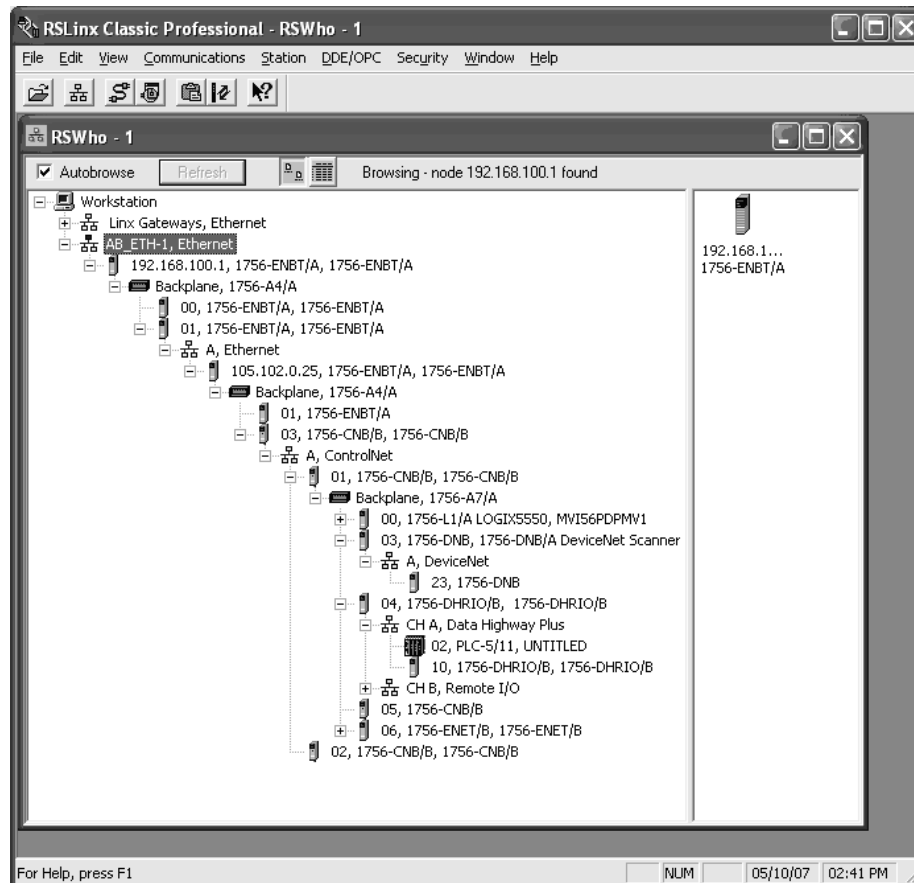 RSLinx Classic Professional - RSWho - 1
File Edit View Communications Station DDE/OPC Security Window Help
RSWho - 1
Autobrowse Refresh Browsing - node 192.168.100.1 found
Workstation
Linx Gateways, Ethernet
AB_ETH-1, Ethernet
192.168.100.1, 1756-ENBT/A, 1756-ENBT/A
Backplane, 1756-A4/A
00, 1756-ENBT/A, 1756-ENBT/A
01, 1756-ENBT/A, 1756-ENBT/A
A, Ethernet
105.102.0.25, 1756-ENBT/A, 1756-ENBT/A
Backplane, 1756-A4/A
01, 1756-ENBT/A
03, 1756-CNB/B, 1756-CNB/B
A, ControlNet
01, 1756-CNB/B, 1756-CNB/B
Backplane, 1756-A7/A
00, 1756-L1/A LOGIX5550, MVI56PDPMV1
03, 1756-DNB, 1756-DNB/A DeviceNet Scanner
A, DeviceNet
23, 1756-DNB
04, 1756-DHRIO/B, 1756-DHRIO/B
CH A, Data Highway Plus
02, PLC-5/11, UNTITLED
10, 1756-DHRIO/B, 1756-DHRIO/B
CH B, Remote I/O
05, 1756-CNB/B
06, 1756-ENET/B, 1756-ENET/B
02, 1756-CNB/B, 1756-CNB/B
192.168.1...
1756-ENBT/A
For Help, press F1 NUM 05/10/07 02:41 PM